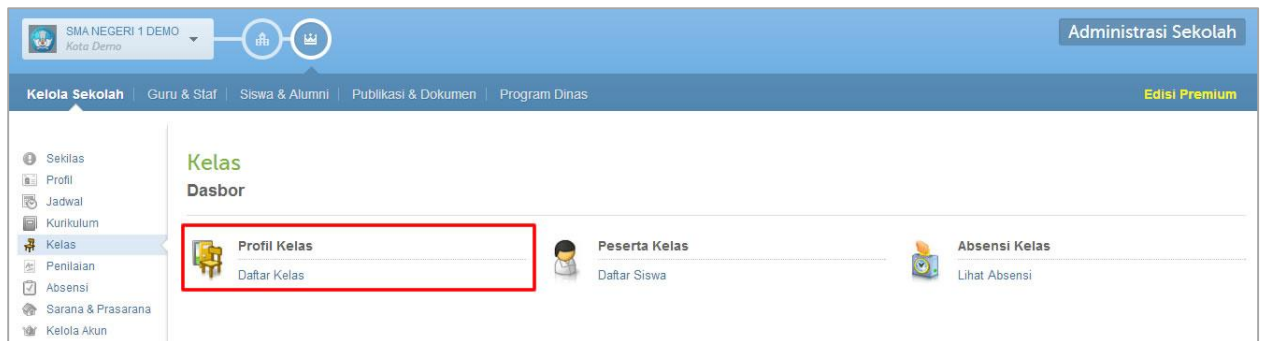 SMA NEGERI 1 DEMO
Kota Demo
Administrasi Sekolah
Kelola Sekolah | Guru & Staf | Siswa & Alumni | Publikasi & Dokumen | Program Dinas
Edisi Premium
Sekilas
Profil
Jadwal
Kurikulum
Kelas
Penilaian
Absensi
Sarana & Prasarana
Kelola Akun
Kelas
Dasbor
Profil Kelas
Daftar Kelas
Peserta Kelas
Daftar Siswa
Absensi Kelas
Lihat Absensi